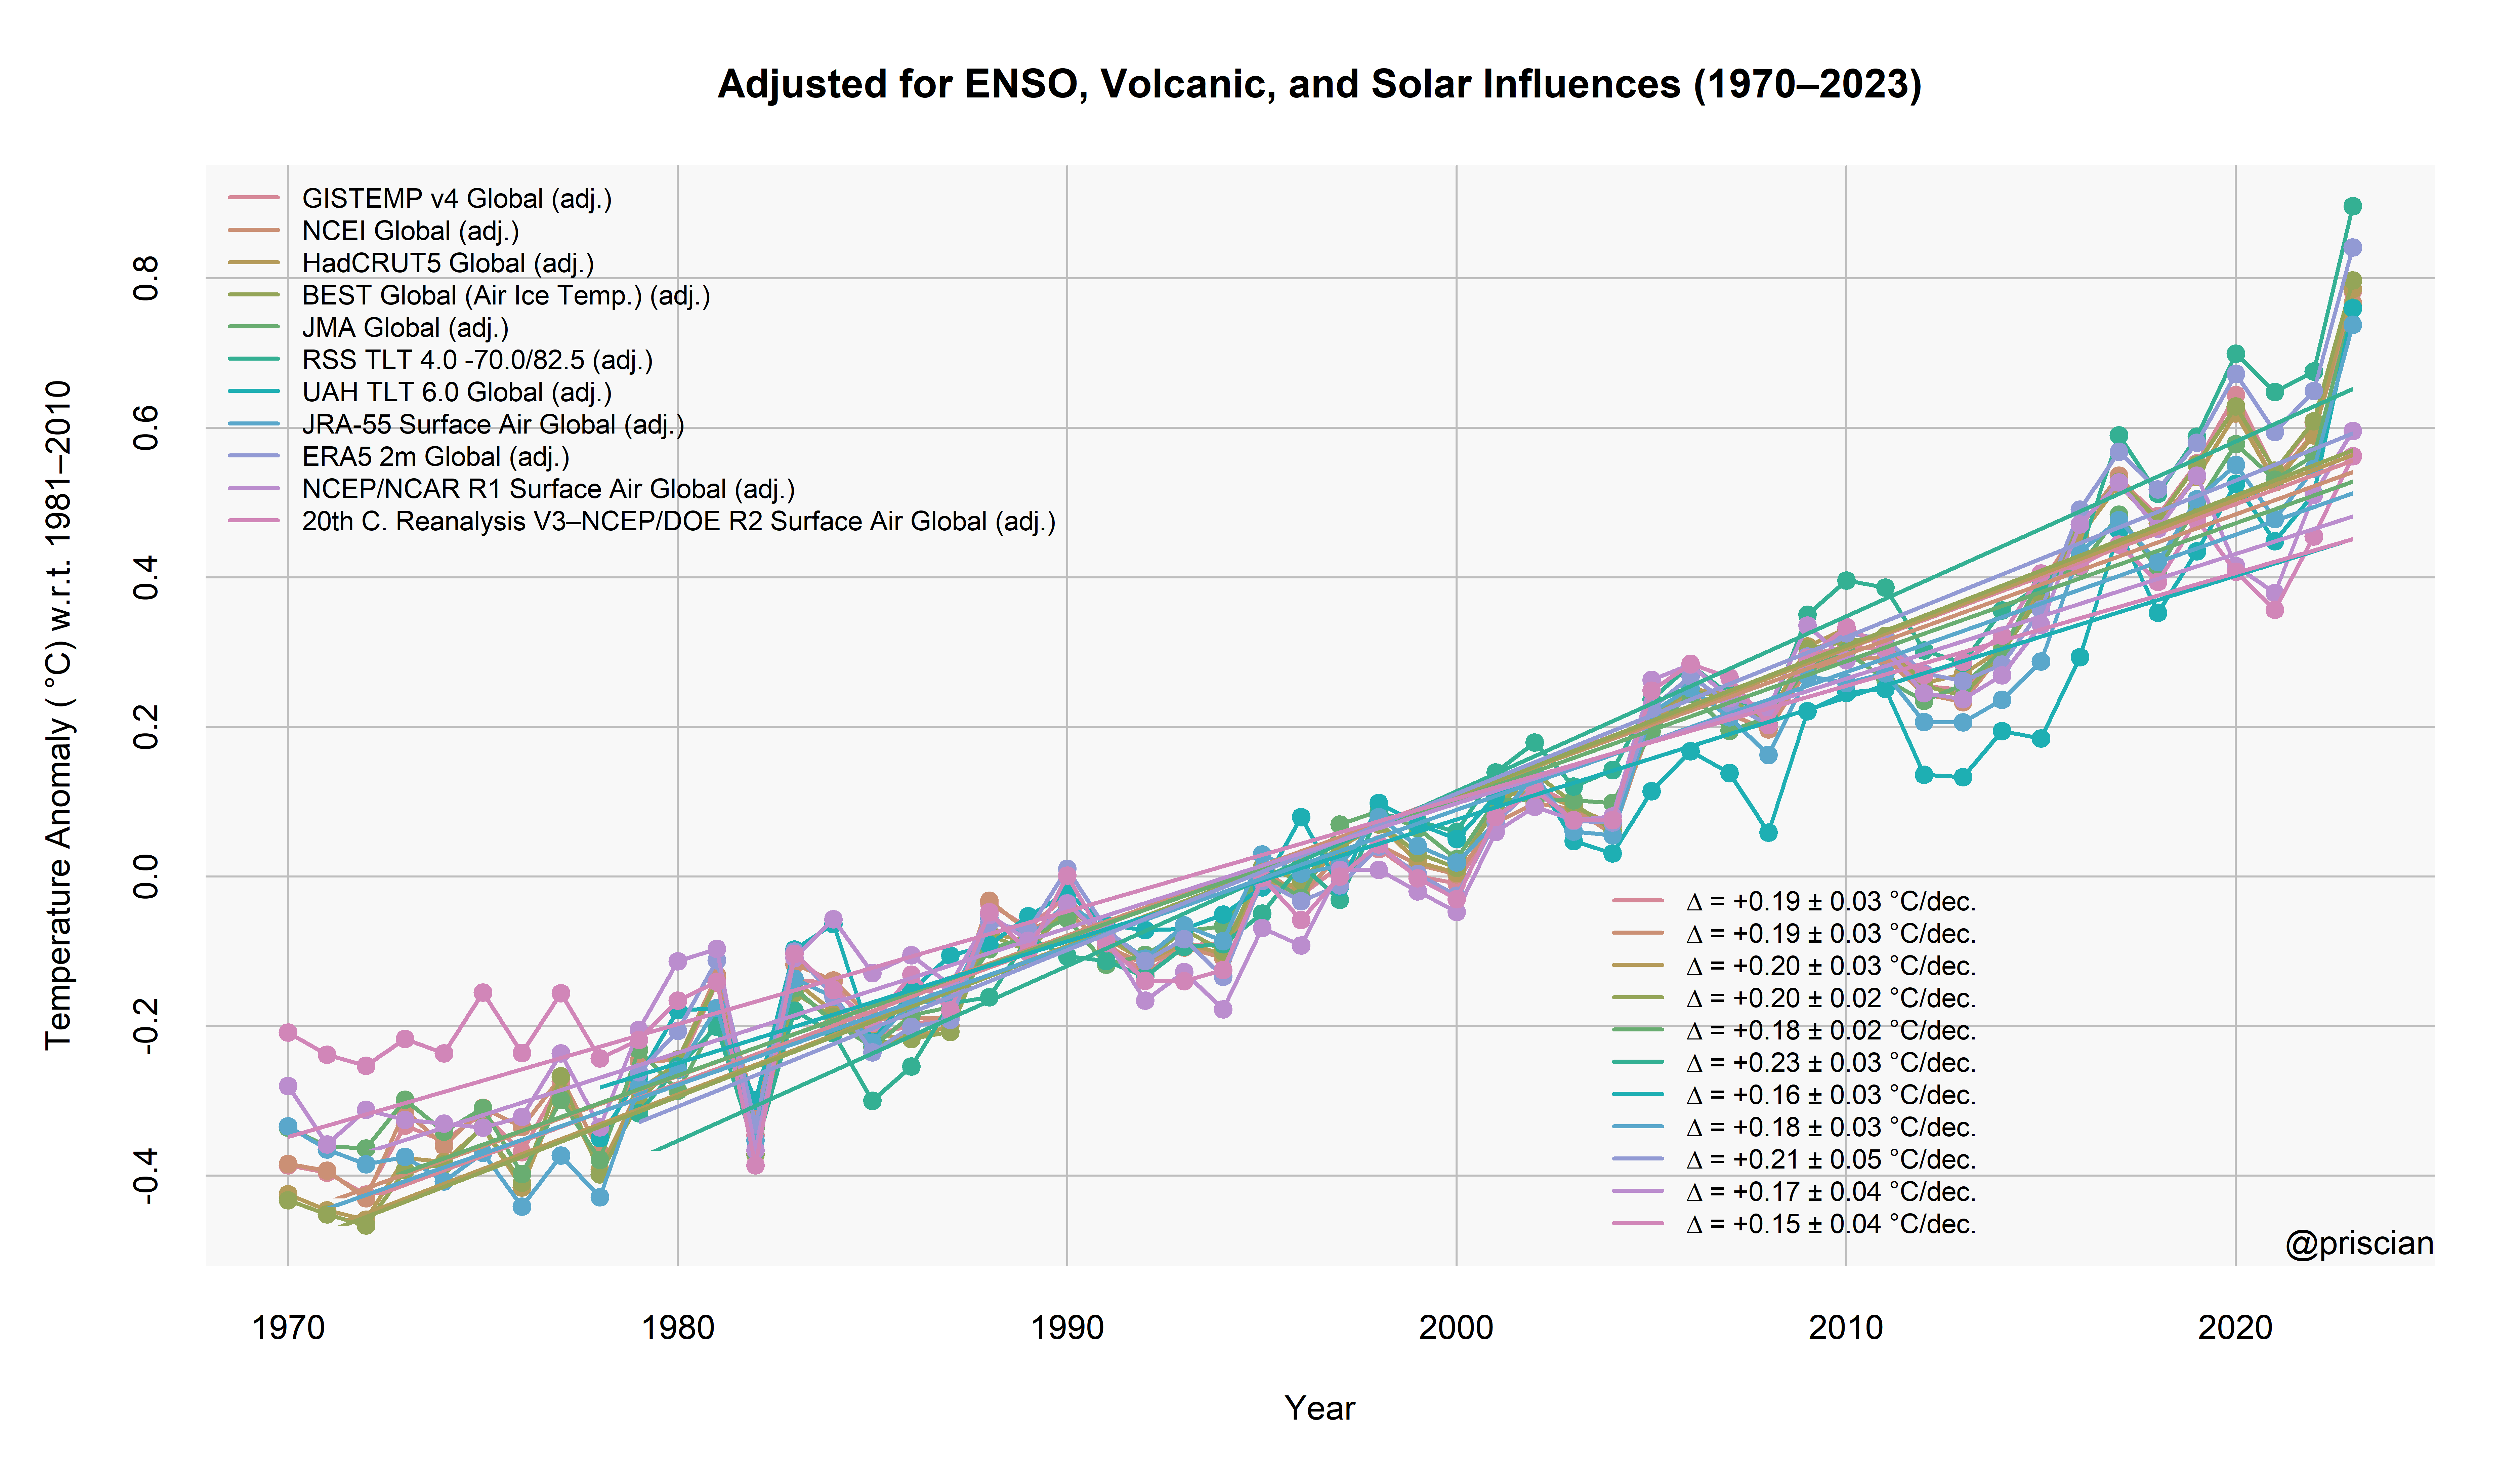 Adjusted for ENSO, Volcanic, and Solar Influences (1970–2023)
Temperature Anomaly ( °C) w.r.t. 1981–2010
0.8
0.6
0.4
0.2
0.0
-0.2
-0.4
GISTEMP v4 Global (adj.)
NCEI Global (adj.)
HadCRUT5 Global (adj.)
BEST Global (Air Ice Temp.) (adj.)
JMA Global (adj.)
RSS TLT 4.0 -70.0/82.5 (adj.)
UAH TLT 6.0 Global (adj.)
JRA-55 Surface Air Global (adj.)
ERA5 2m Global (adj.)
NCEP/NCAR R1 Surface Air Global (adj.)
20th C. Reanalysis V3–NCEP/DOE R2 Surface Air Global (adj.)
Δ = +0.19 ± 0.03 °C/dec.
Δ = +0.19 ± 0.03 °C/dec.
Δ = +0.20 ± 0.03 °C/dec.
Δ = +0.20 ± 0.02 °C/dec.
Δ = +0.18 ± 0.02 °C/dec.
Δ = +0.23 ± 0.03 °C/dec.
Δ = +0.16 ± 0.03 °C/dec.
Δ = +0.18 ± 0.03 °C/dec.
Δ = +0.21 ± 0.05 °C/dec.
Δ = +0.17 ± 0.04 °C/dec.
Δ = +0.15 ± 0.04 °C/dec.
@priscian
1970 1980 1990 2000 2010 2020
Year